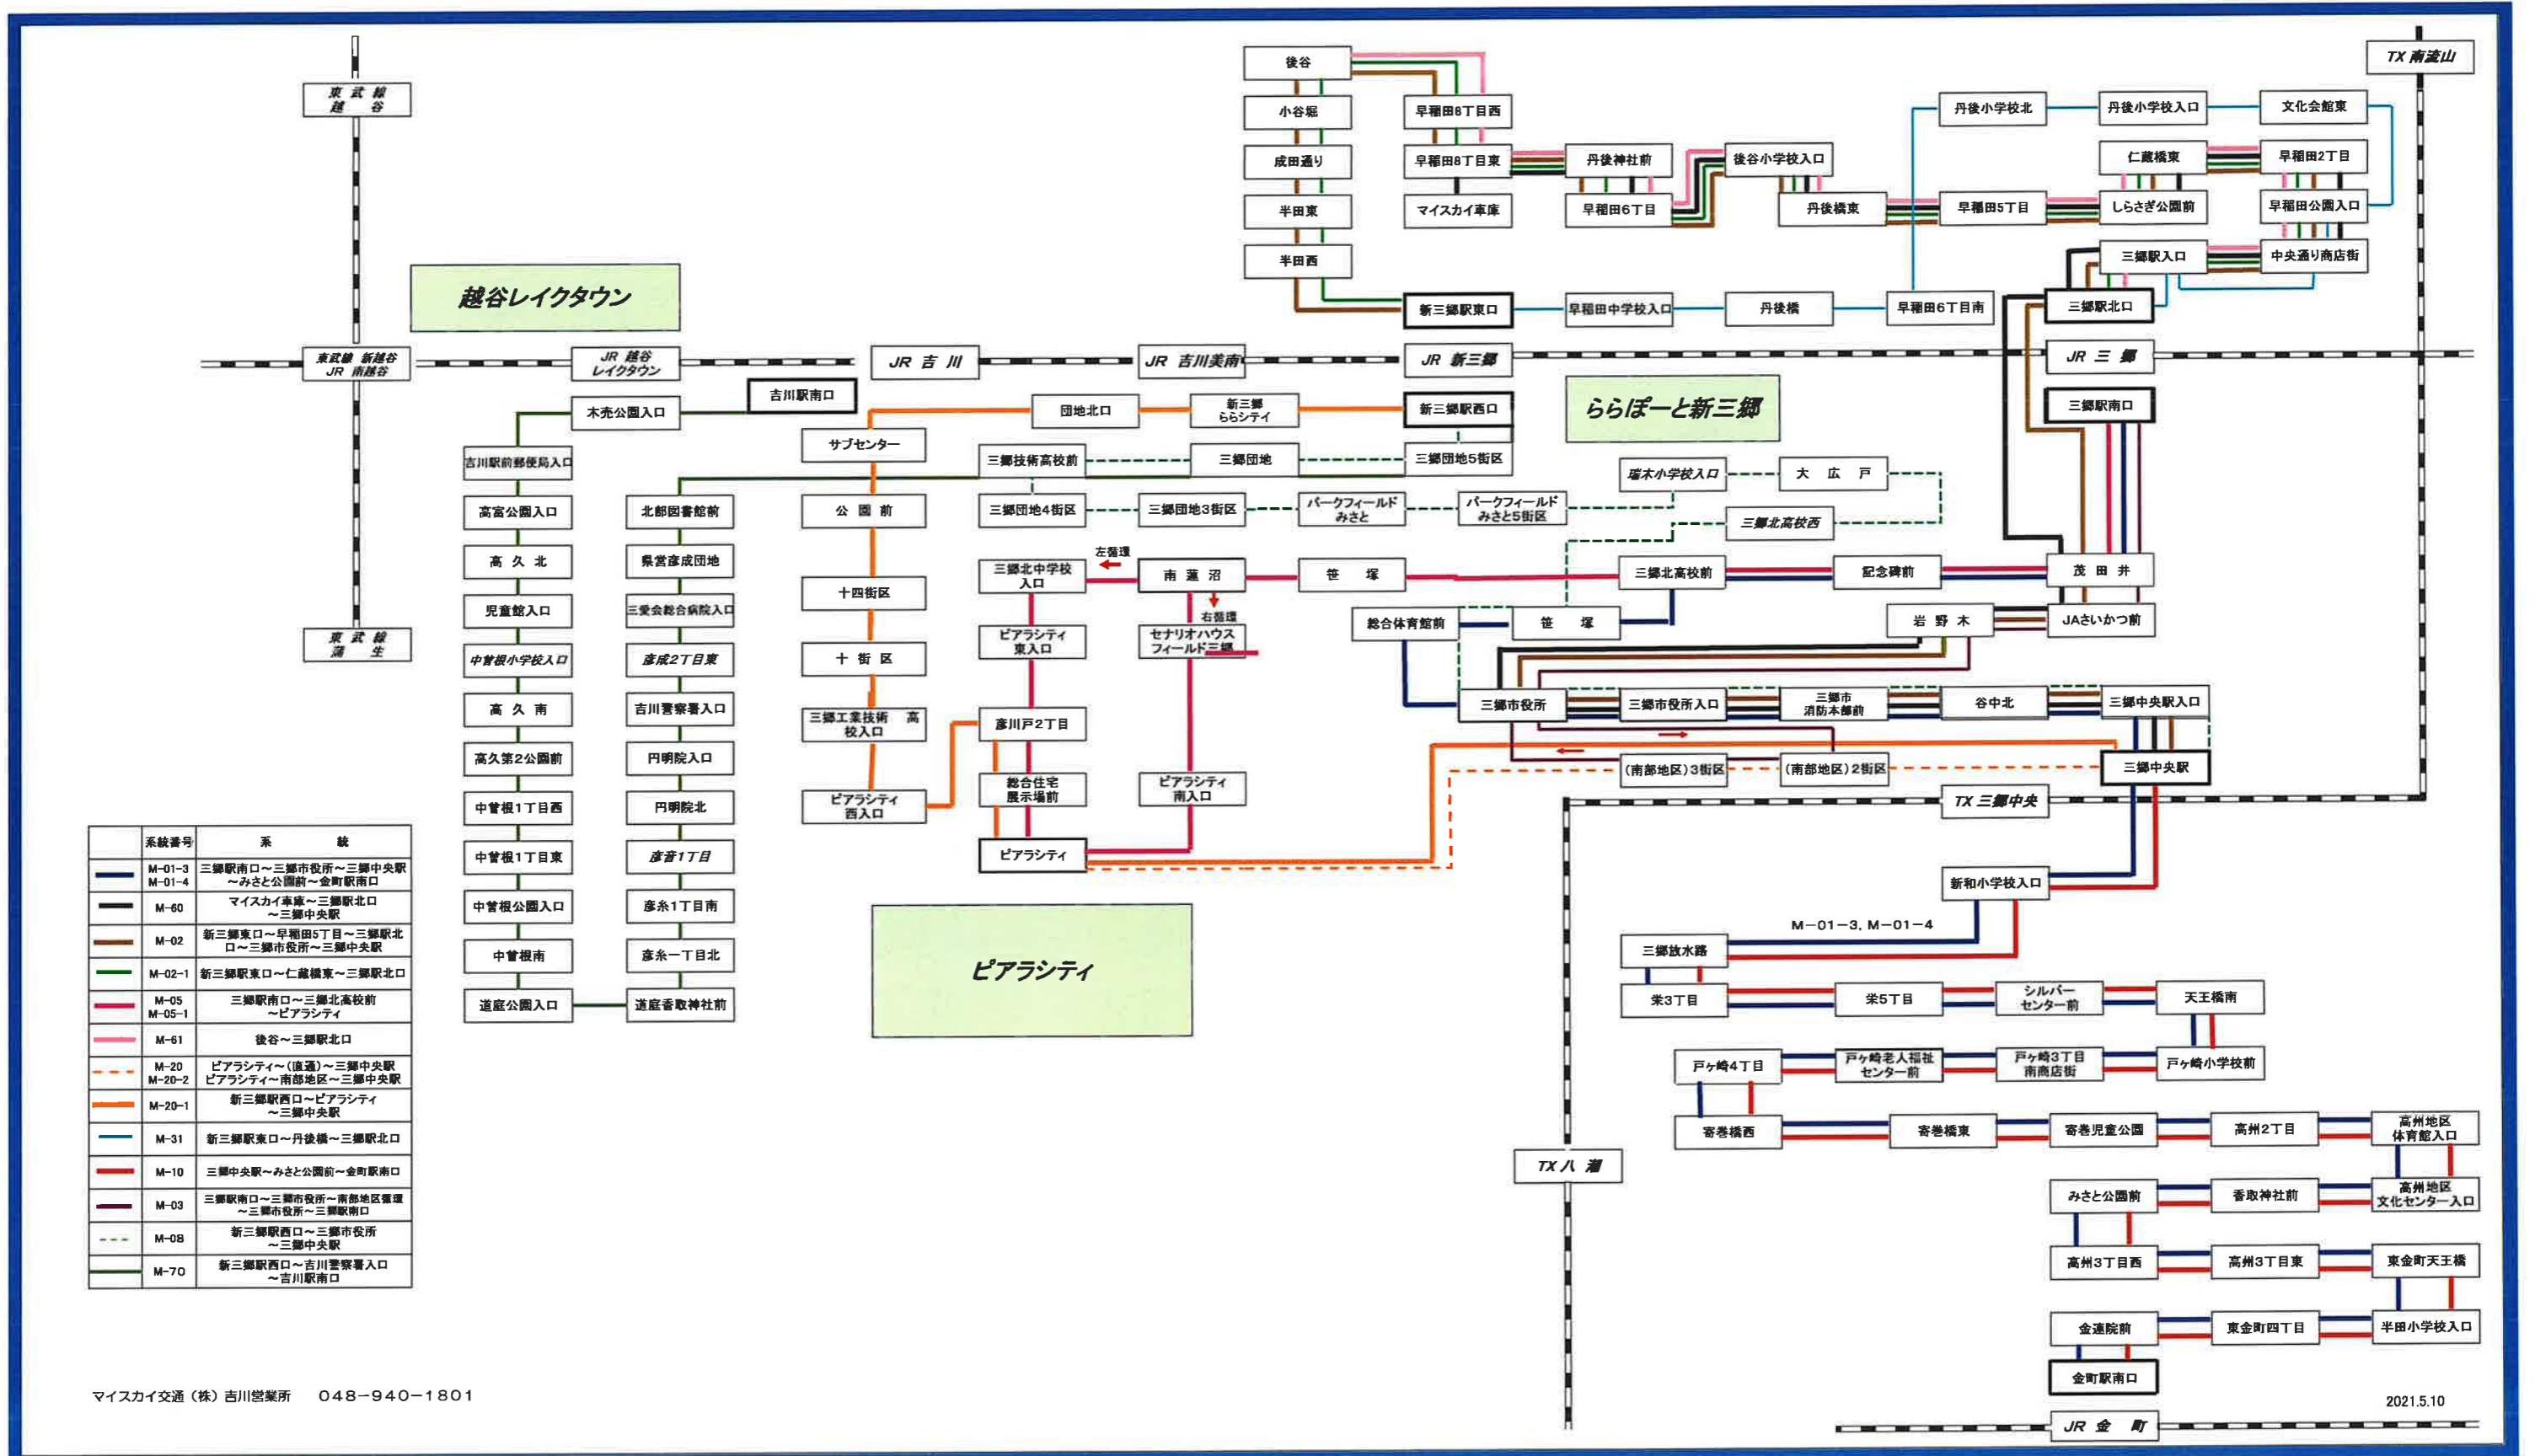 東武線
越谷
後谷
TX 南流山
小谷堀
早稲田8丁目西
丹後小学校北
丹後小学校入口
文化会館東
成田通り
早稲田8丁目東
丹後神社前
後谷小学校入口
仁蔵橋東
早稲田2丁目
半田東
マイスカイ車庫
早稲田6丁目
丹後橋東
早稲田5丁目
しらさぎ公園前
早稲田公園入口
半田西
三郷駅入口
中央通り商店街
越谷レイクタウン
新三郷駅東口
早稲田中学校入口
丹後橋
早稲田6丁目南
三郷駅北口
東武線 新越谷
JR 南越谷
JR 越谷
レイクタウン
JR 吉川
JR 吉川美南
JR 新三郷
JR 三郷
吉川駅南口
木売公園入口
団地北口
新三郷
ららシティ
新三郷駅西口
ららぽーと新三郷
三郷駅南口
サブセンター
吉川駅前郵便局入口
三郷技術高校前
三郷団地
三郷団地5街区
瑞木小学校入口
大広戸
高富公園入口
北部図書館前
公園前
三郷団地4街区
三郷団地3街区
パークフィールド
みさと
パークフィールド
みさと5街区
三郷北高校西
高久北
県営彦成団地
左循環
三郷北中学校
入口
南蓮沼
笹塚
三郷北高校前
記念碑前
茂田井
十四街区
児童館入口
三愛会総合病院入口
右循環
総合体育館前
笹塚
岩野木
JAさいかつ前
東武線
蒲生
ピアラシティ
東入口
セナリオハウス
フィールド三郷
中曽根小学校入口
彦成2丁目東
十街区
高久南
吉川警察署入口
三郷工業技術 高
校入口
彦川戸2丁目
三郷市役所
三郷市役所入口
三郷市
消防本部前
谷中北
三郷中央駅入口
高久第2公園前
円明院入口
(南部地区)3街区
(南部地区)2街区
三郷中央駅
総合住宅
展示場前
ピアラシティ
南入口
中曽根1丁目西
円明院北
ピアラシティ
西入口
TX 三郷中央
中曽根1丁目東
彦音1丁目
ピアラシティ
新和小学校入口
中曽根公園入口
彦糸1丁目南
M-01-3, M-01-4
中曽根南
彦糸一丁目北
ピアラシティ
三郷放水路
道庭公園入口
道庭香取神社前
栄3丁目
栄5丁目
シルバー
センター前
天王橋南
戸ヶ崎4丁目
戸ヶ崎老人福祉
センター前
戸ヶ崎3丁目
南商店街
戸ヶ崎小学校前
寄巻橋西
寄巻橋東
寄巻児童公園
高州2丁目
高州地区
体育館入口
TX 八潮
みさと公園前
香取神社前
高州地区
文化センター入口
高州3丁目西
高州3丁目東
東金町天王橋
金蓮院前
東金町四丁目
半田小学校入口
金町駅南口
JR 金町
系統番号 系統
M-01-3
M-01-4
三郷駅南口～三郷市役所～三郷中央駅
～みさと公園前～金町駅南口
M-60
マイスカイ車庫～三郷駅北口
～三郷中央駅
M-02
新三郷東口～早稲田5丁目～三郷駅北
口～三郷市役所～三郷中央駅
M-02-1 新三郷駅東口～仁蔵橋東～三郷駅北口
M-05
M-05-1
三郷駅南口～三郷北高校前
～ピアラシティ
M-61 後谷～三郷駅北口
M-20
M-20-2
ピアラシティ～(直通)～三郷中央駅
ピアラシティ～南部地区～三郷中央駅
M-20-1
新三郷駅西口～ピアラシティ
～三郷中央駅
M-31 新三郷駅東口～丹後橋～三郷駅北口
M-10 三郷中央駅～みさと公園前～金町駅南口
M-03
三郷駅南口～三郷市役所～南部地区循環
～三郷市役所～三郷駅南口
M-08
新三郷駅西口～三郷市役所
～三郷中央駅
M-70
新三郷駅西口～吉川警察署入口
～吉川駅南口
マイスカイ交通（株）吉川営業所 048-940-1801
2021.5.10